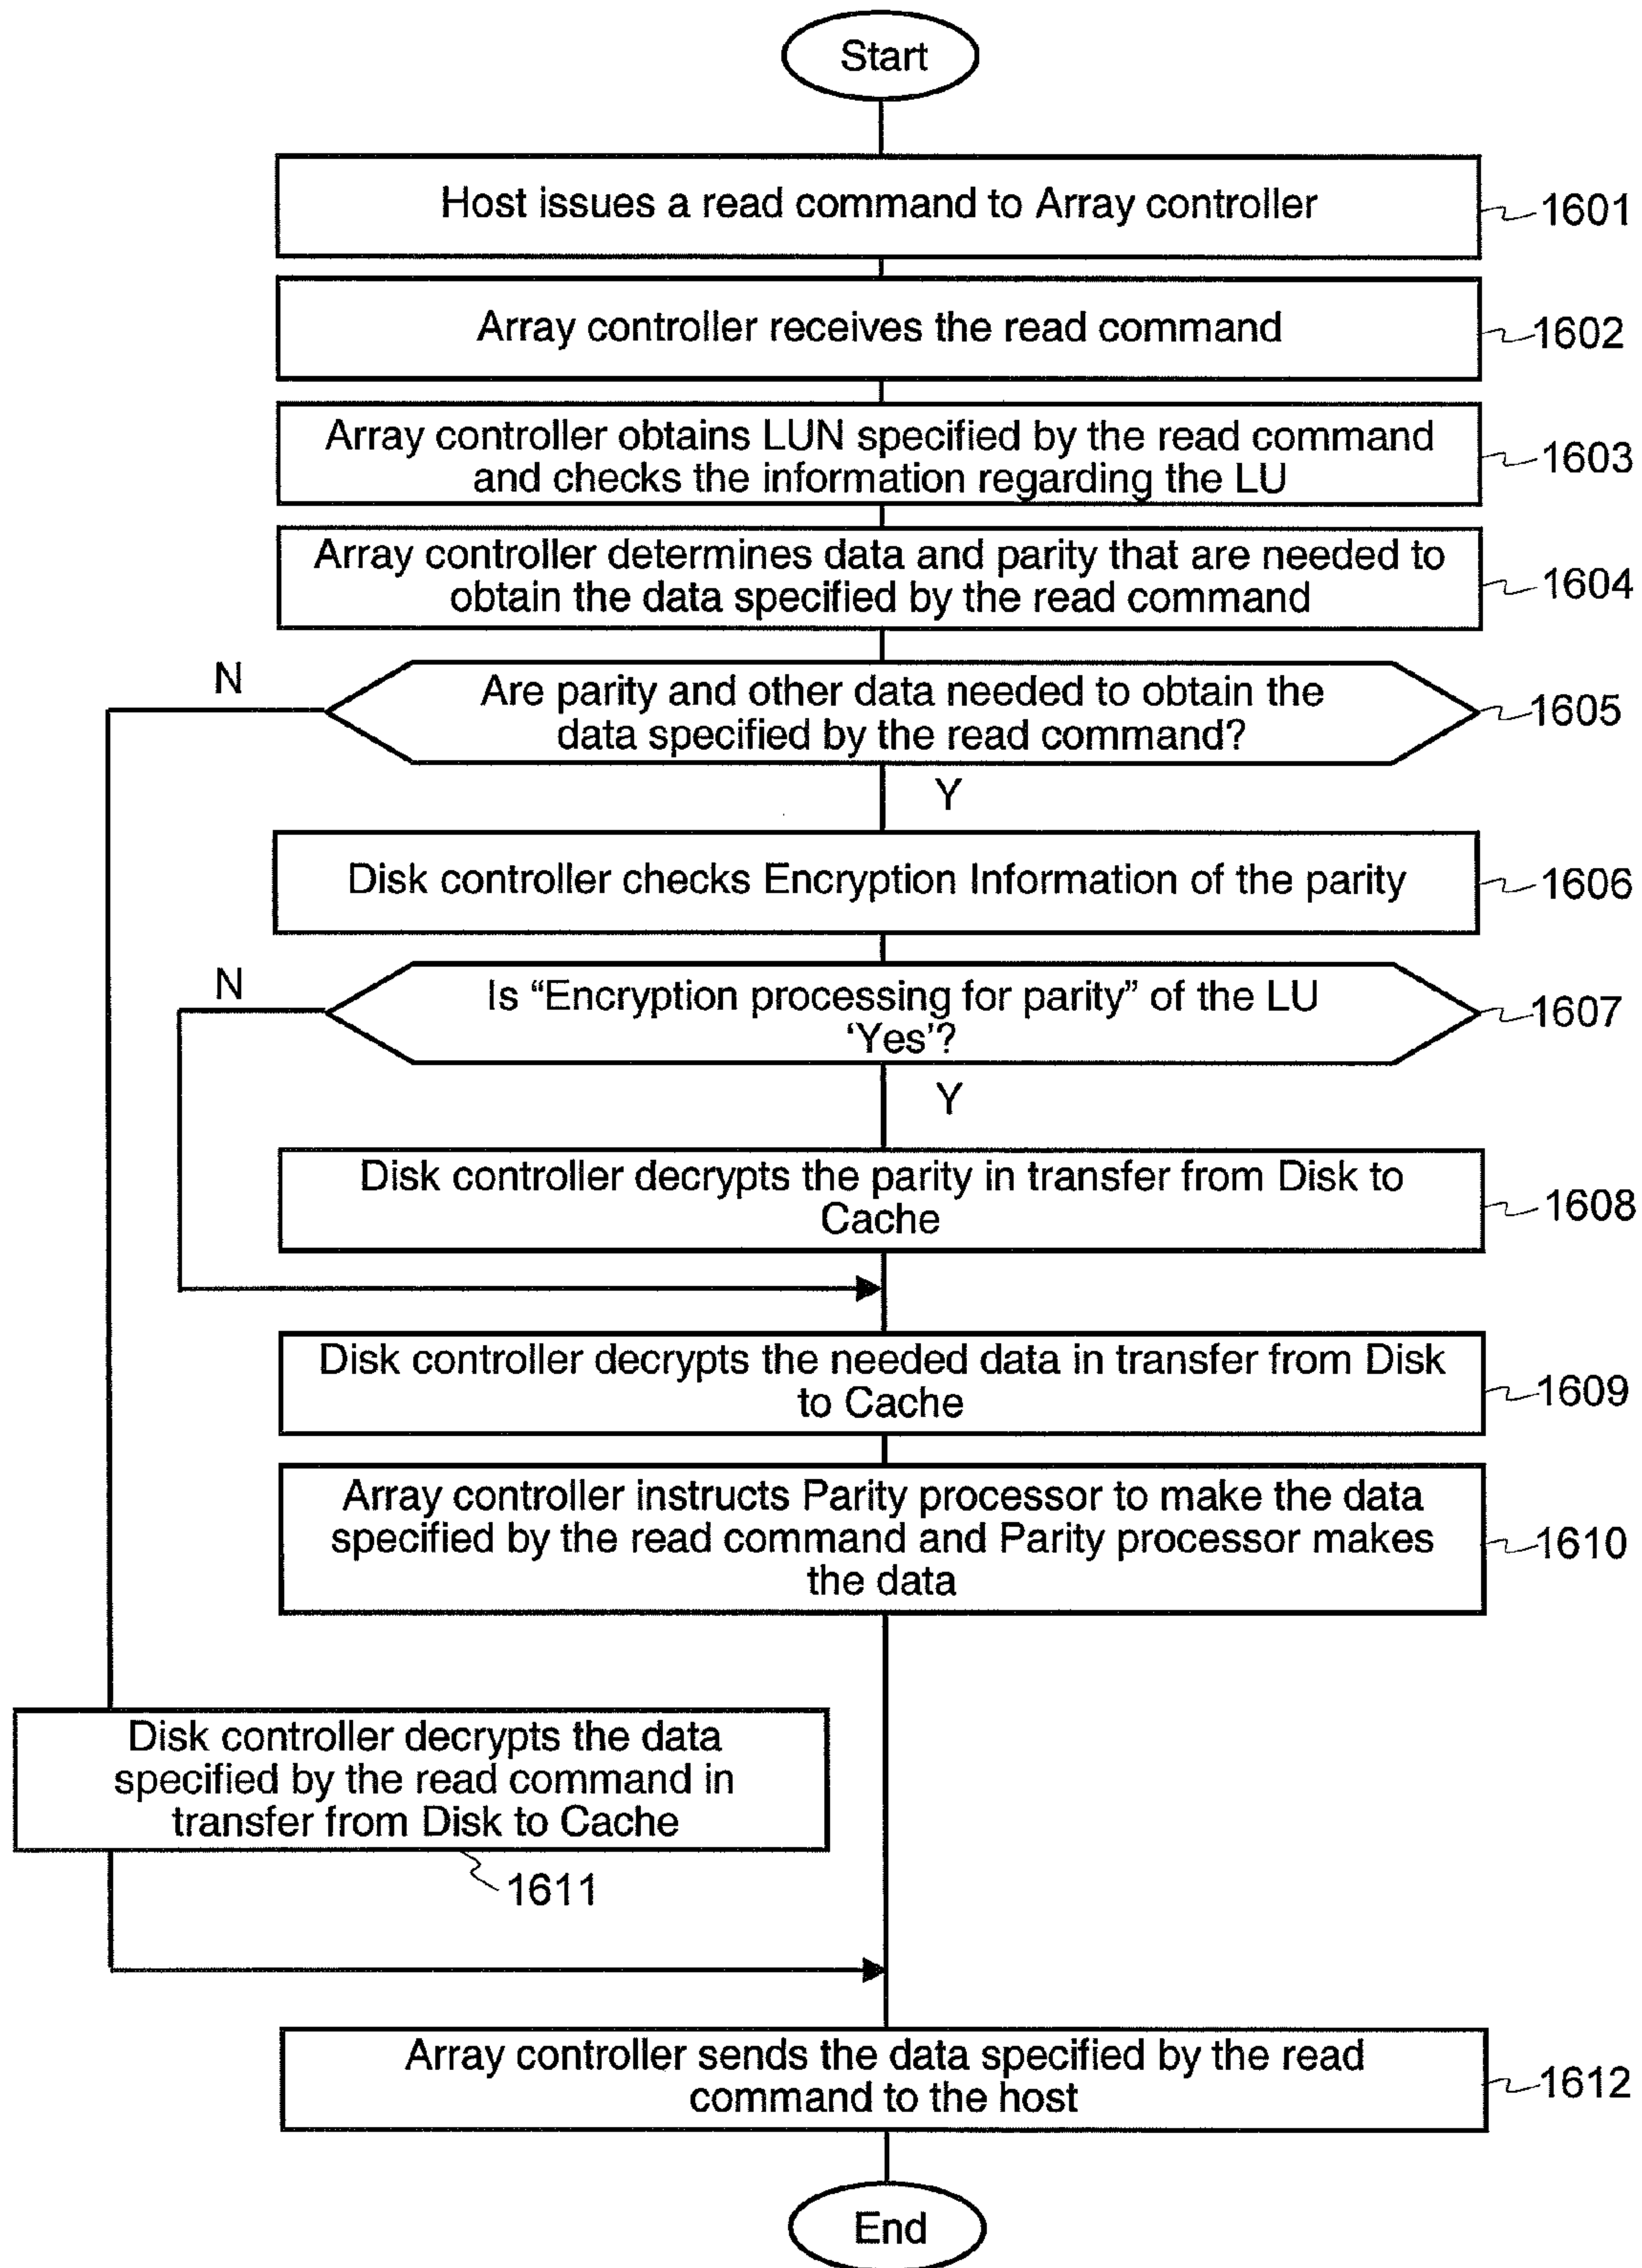 Start
Host issues a read command to Array controller
1601
Array controller receives the read command
1602
Array controller obtains LUN specified by the read command
and checks the information regarding the LU
1603
Array controller determines data and parity that are needed to
obtain the data specified by the read command
1604
N
Are parity and other data needed to obtain the
data specified by the read command?
1605
Y
Disk controller checks Encryption Information of the parity
1606
N
Is “Encryption processing for parity” of the LU
‘Yes’?
1607
Y
Disk controller decrypts the parity in transfer from Disk to
Cache
1608
Disk controller decrypts the needed data in transfer from Disk
to Cache
1609
Array controller instructs Parity processor to make the data
specified by the read command and Parity processor makes
the data
1610
Disk controller decrypts the data
specified by the read command in
transfer from Disk to Cache
1611
Array controller sends the data specified by the read
command to the host
1612
End